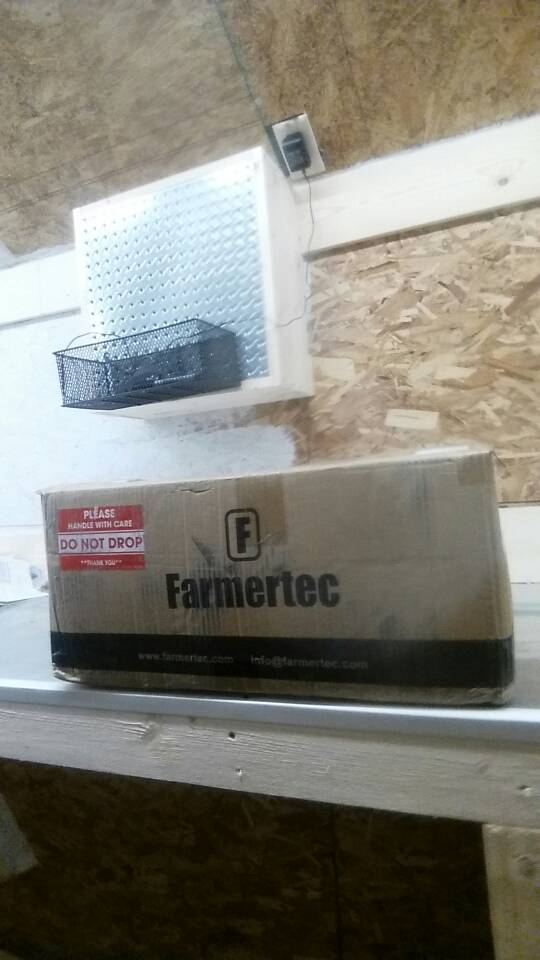 PLEASE
HANDLE WITH CARE
DO NOT DROP
**THANK YOU**
F
Farmertec
www.farmertec.com info@farmertec.com